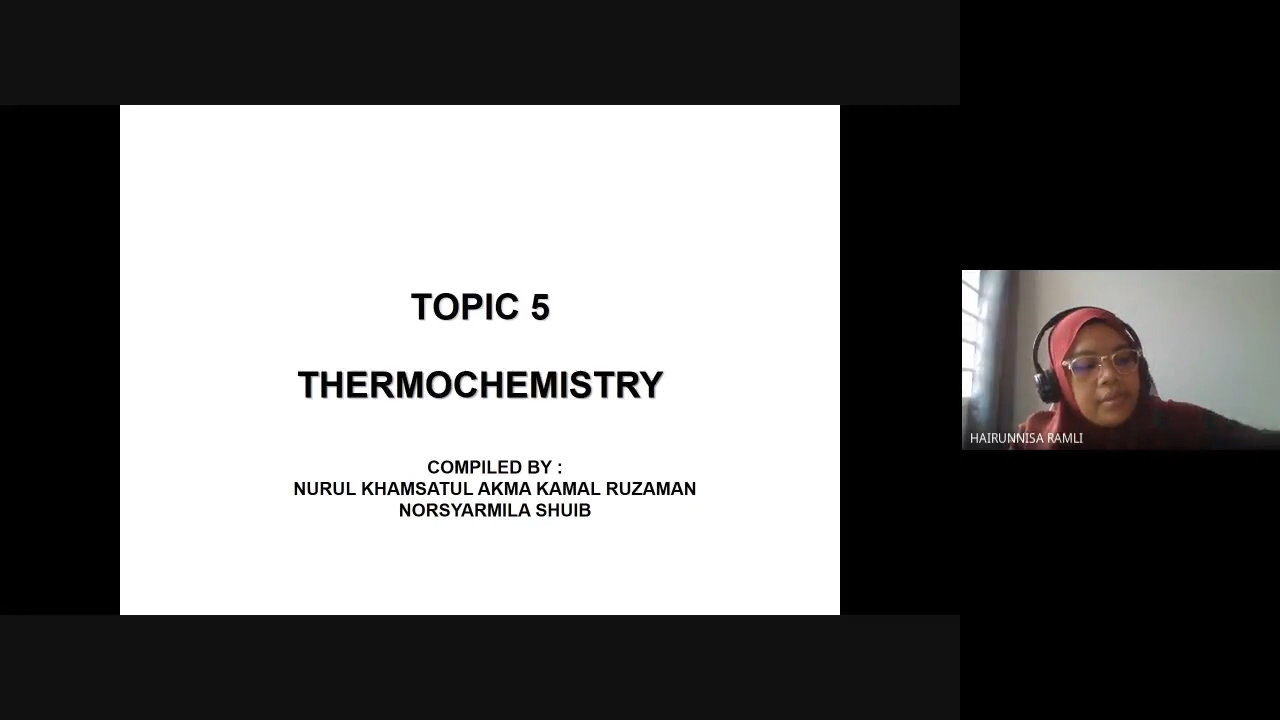 TOPIC 5
THERMOCHEMISTRY
COMPILED BY :
NURUL KHAMSATUL AKMA KAMAL RUZAMAN
NORSYARMILA SHUIB
HAIRUNNISA RAMLI